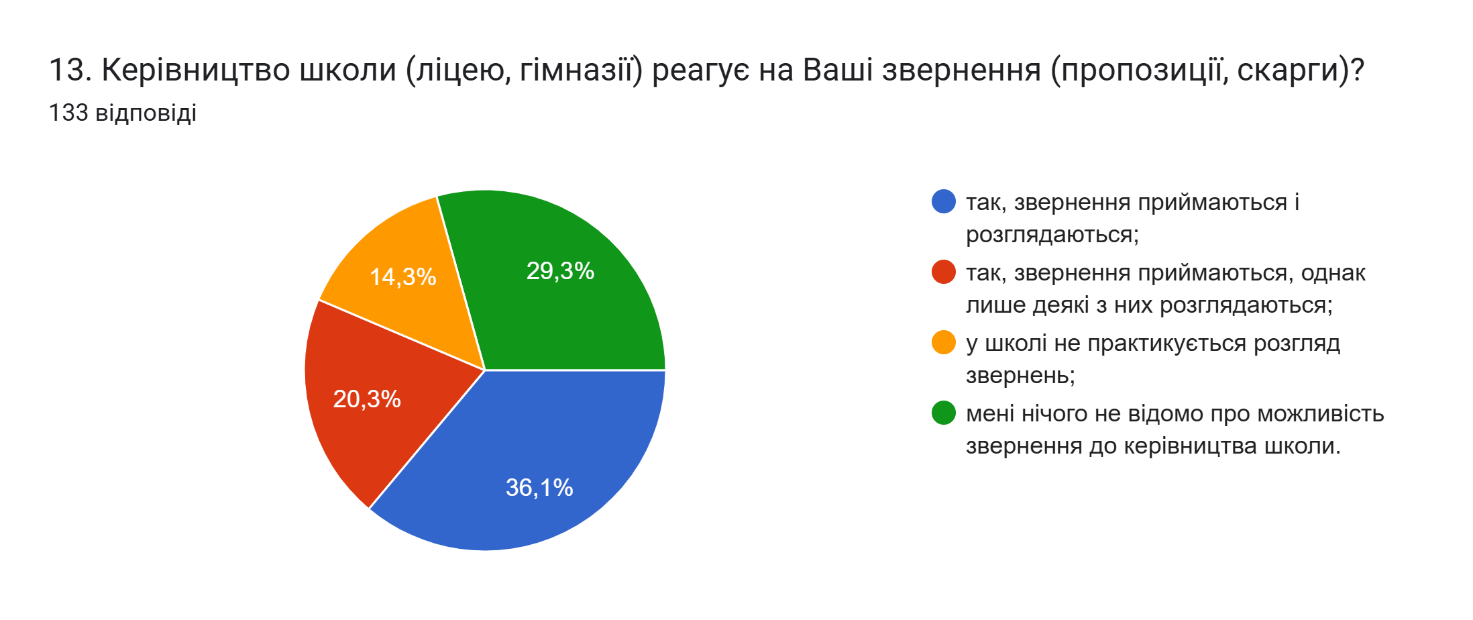 13. Керівництво школи (ліцею, гімназії) реагує на Ваші звернення (пропозиції, скарги)?
133 відповіді
14,3%
29,3%
20,3%
36,1%
так, звернення приймаються і
розглядаються;
так, звернення приймаються, однак
лише деякі з них розглядаються;
у школі не практикується розгляд
звернень;
мені нічого не відомо про можливість
звернення до керівництва школи.